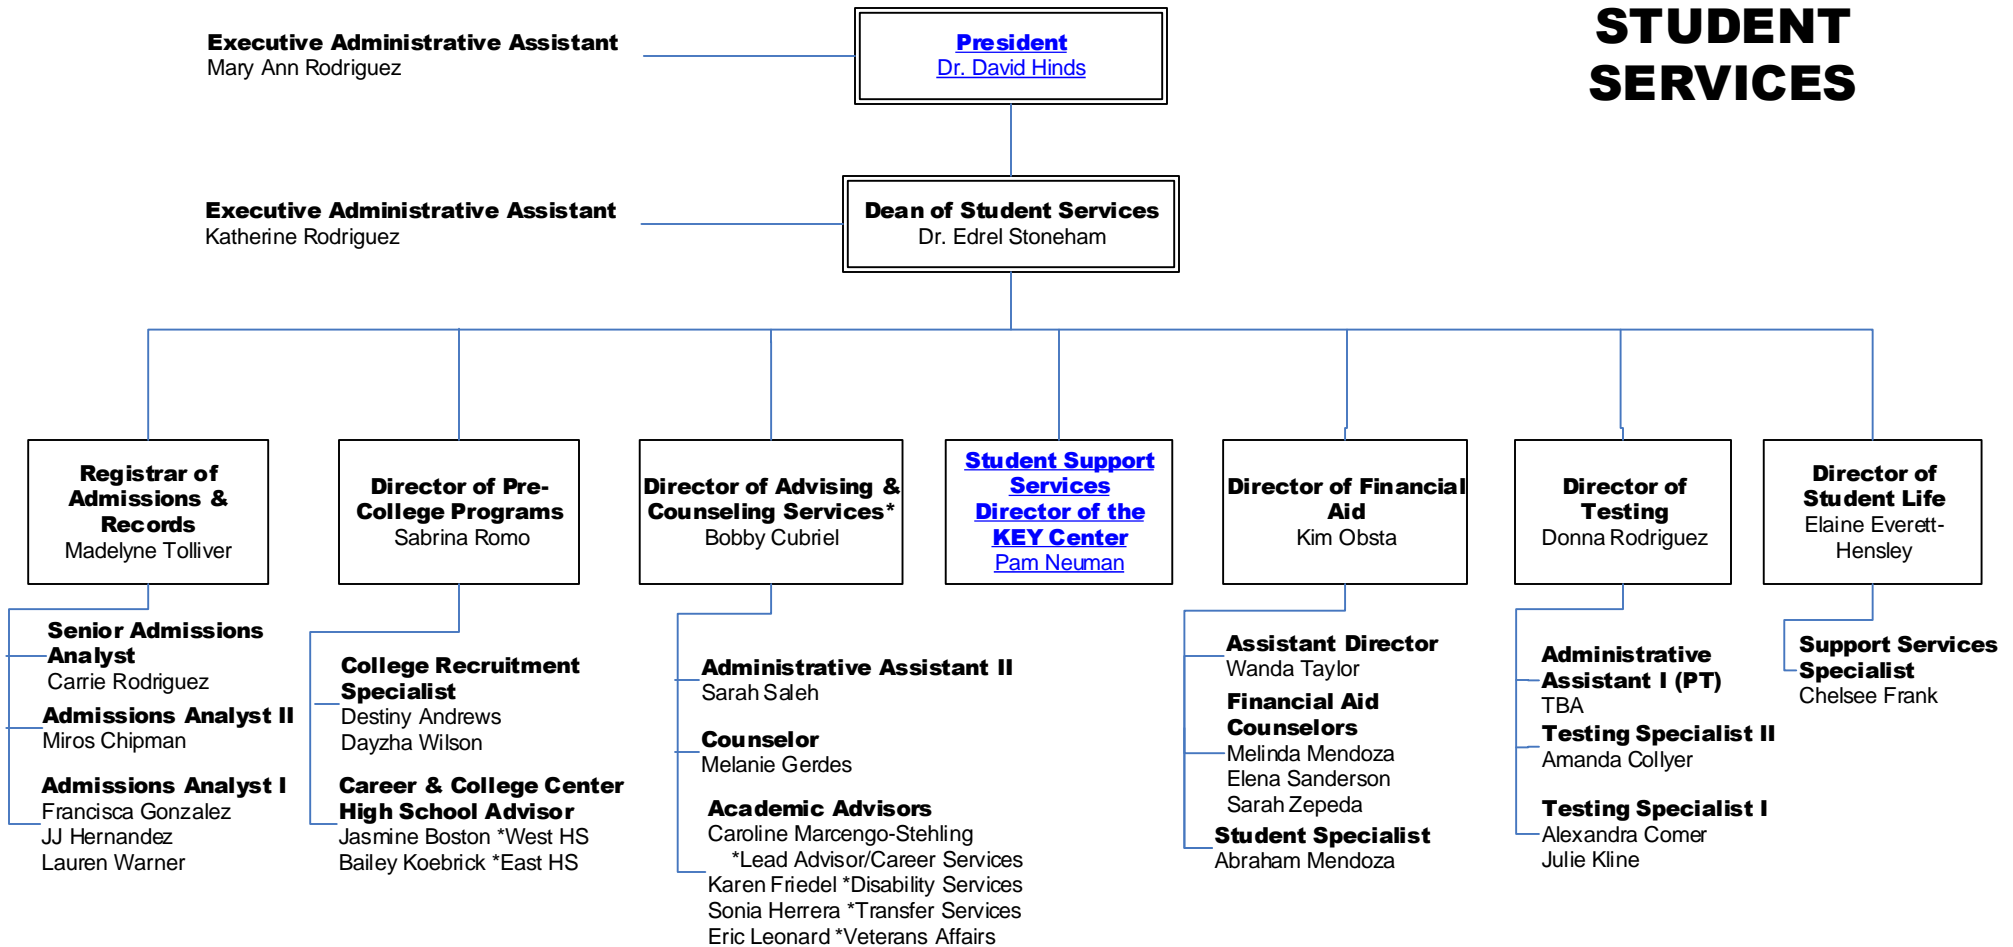 STUDENT
SERVICES
Executive Administrative Assistant
Mary Ann Rodriguez
President
Dr. David Hinds
Executive Administrative Assistant
Katherine Rodriguez
Dean of Student Services
Dr. Edrel Stoneham
Registrar of
Admissions &
Records
Madelyne Tolliver
Senior Admissions
Analyst
Carrie Rodriguez
Admissions Analyst II
Miros Chipman
Admissions Analyst I
Francisca Gonzalez
JJ Hernandez
Lauren Warner
Director of Pre-
College Programs
Sabrina Romo
College Recruitment
Specialist
Destiny Andrews
Dayzha Wilson
Career & College Center
High School Advisor
Jasmine Boston *West HS
Bailey Koebrick *East HS
Director of Advising &
Counseling Services*
Bobby Cubriel
Administrative Assistant II
Sarah Saleh
Counselor
Melanie Gerdes
Academic Advisors
Caroline Marcengo-Stehling
*Lead Advisor/Career Services
Karen Friedel *Disability Services
Sonia Herrera *Transfer Services
Eric Leonard *Veterans Affairs
Student Support
Services
Director of the
KEY Center
Pam Neuman
Director of Financial
Aid
Kim Obsta
Assistant Director
Wanda Taylor
Financial Aid
Counselors
Melinda Mendoza
Elena Sanderson
Sarah Zepeda
Student Specialist
Abraham Mendoza
Director of
Testing
Donna Rodriguez
Administrative
Assistant I (PT)
TBA
Testing Specialist II
Amanda Collyer
Testing Specialist I
Alexandra Comer
Julie Kline
Director of
Student Life
Elaine Everett-
Hensley
Support Services
Specialist
Chelsee Frank